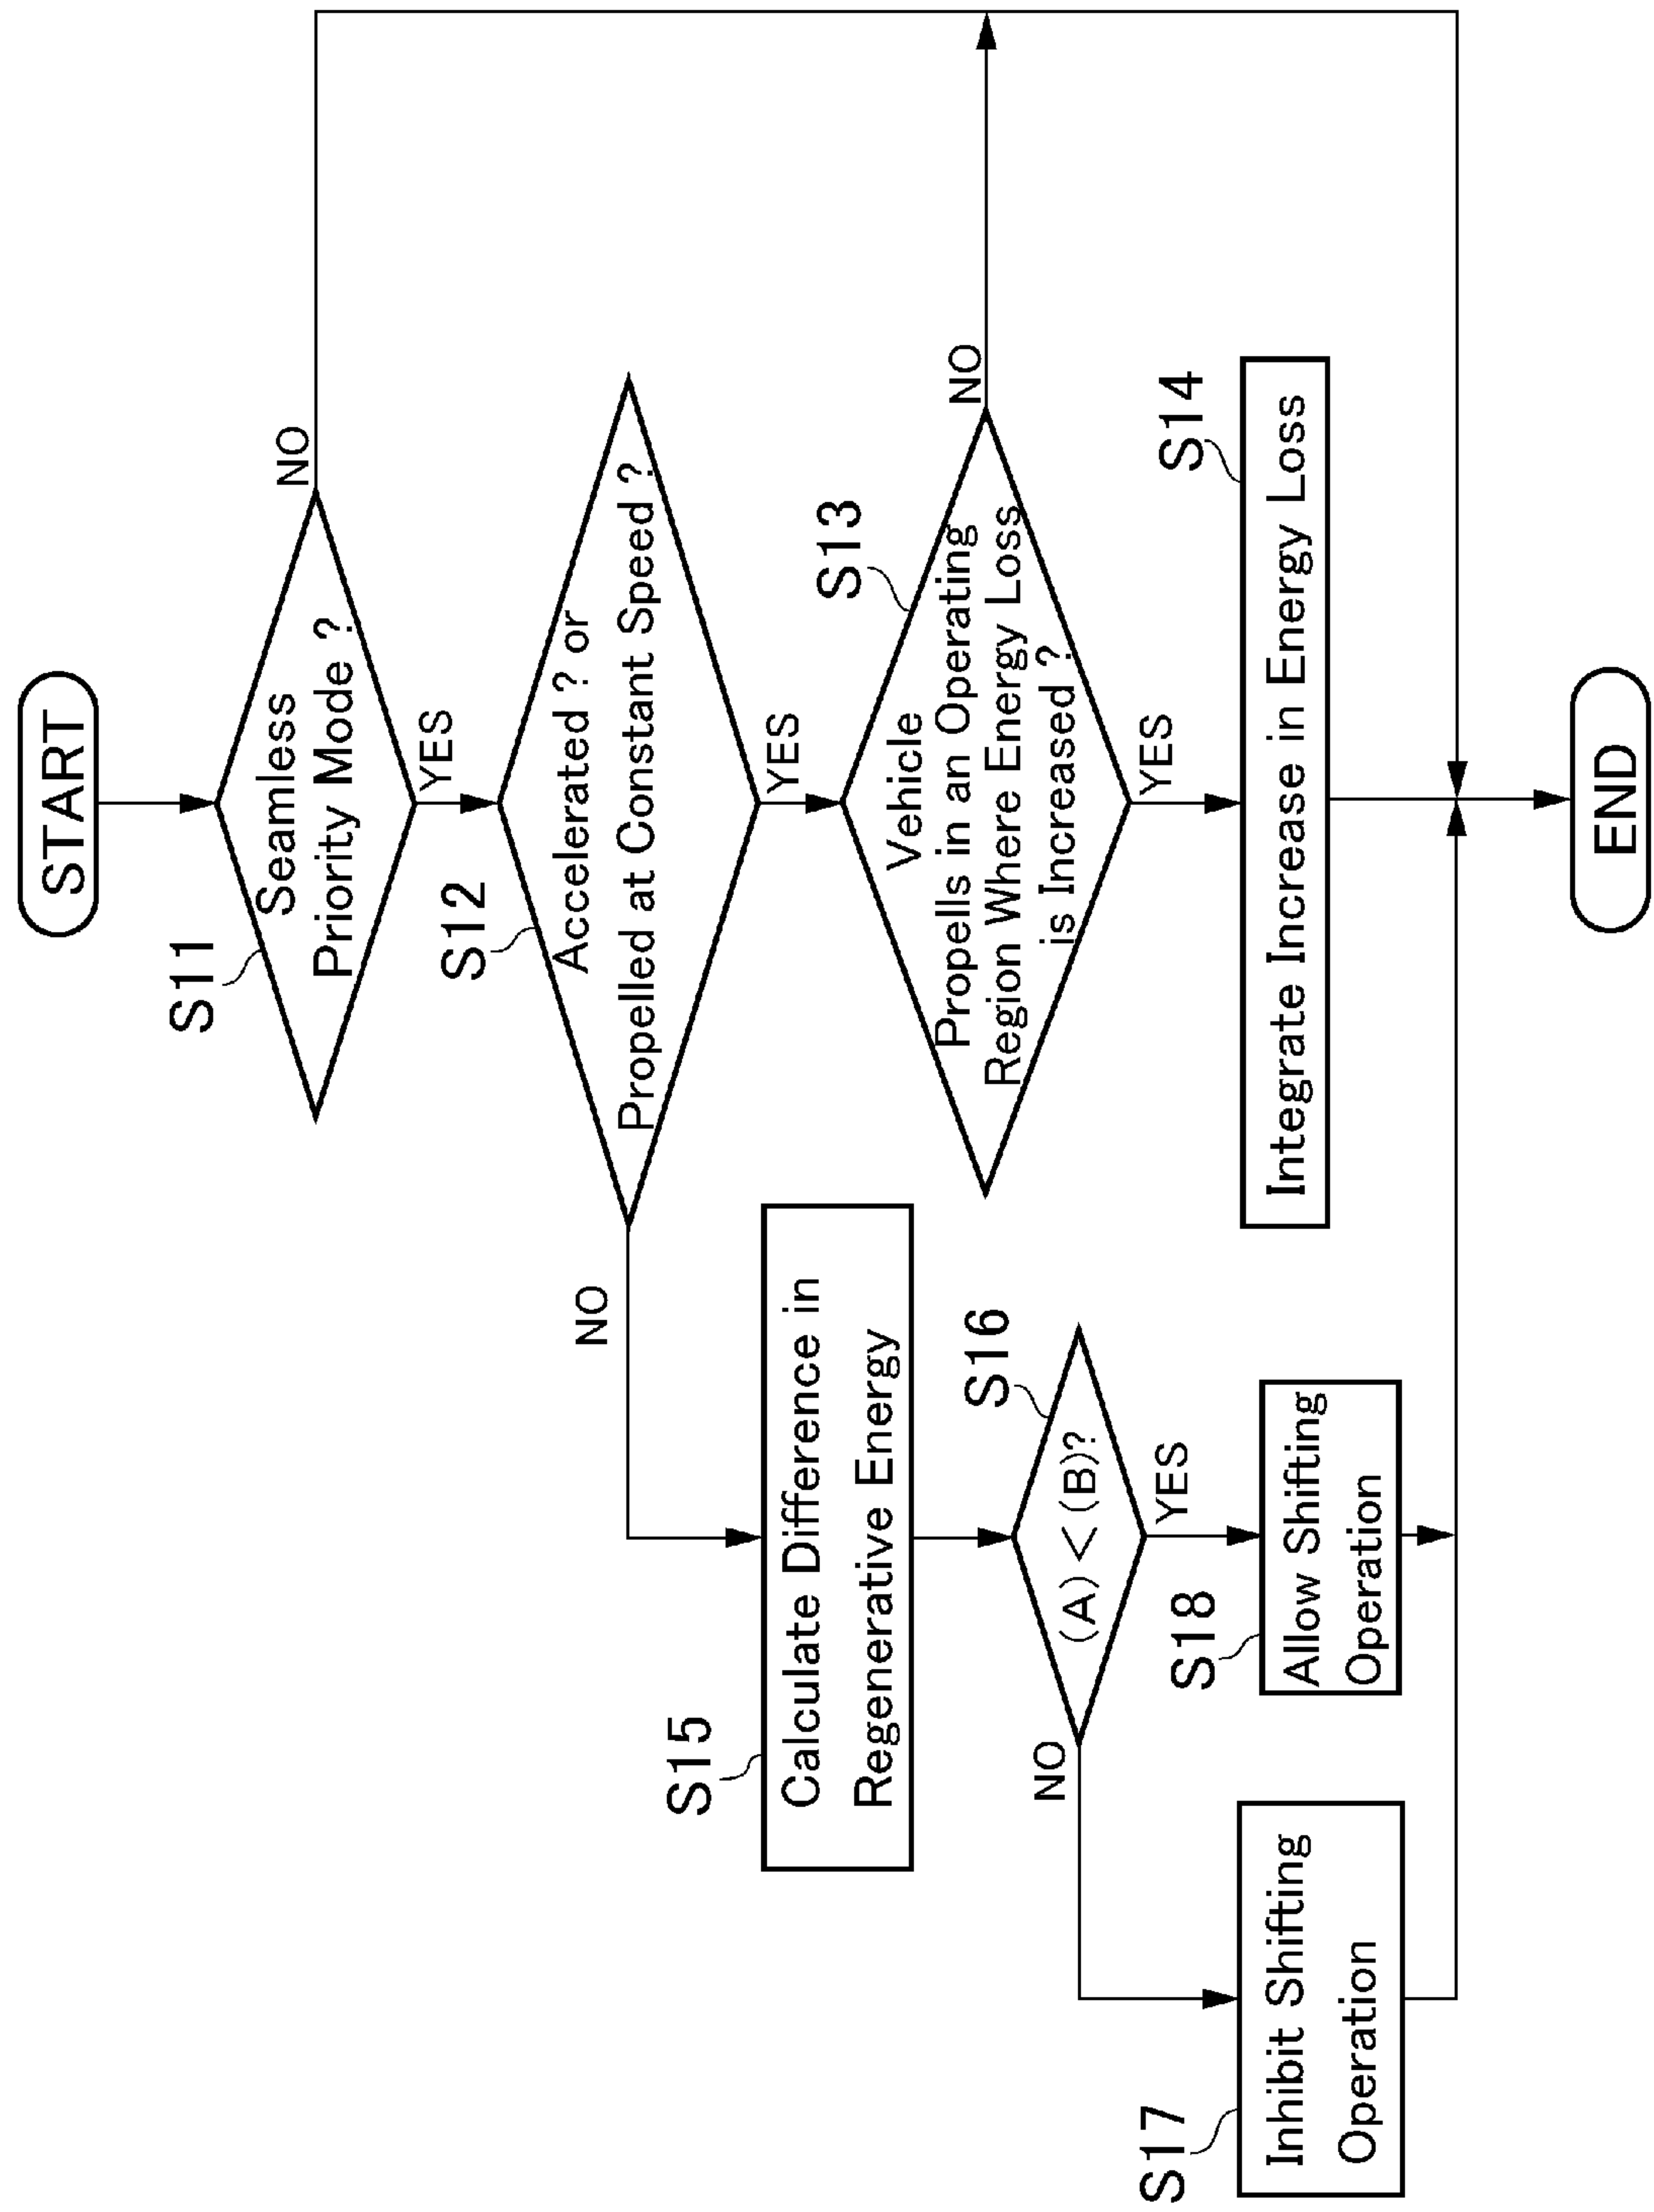 START
S11
Seamless
Priority Mode ?
NO
YES
S12
Accelerated ? or
Propelled at Constant Speed ?
NO
YES
S13
Vehicle
Propells in an Operating
Region Where Energy Loss
is Increased ?
NO
YES
S14
Integrate Increase in Energy Loss
S15
Calculate Difference in
Regenerative Energy
S16
(A)<(B)?
NO
YES
S17
Inhibit Shifting
Operation
S18
Allow Shifting
Operation
END